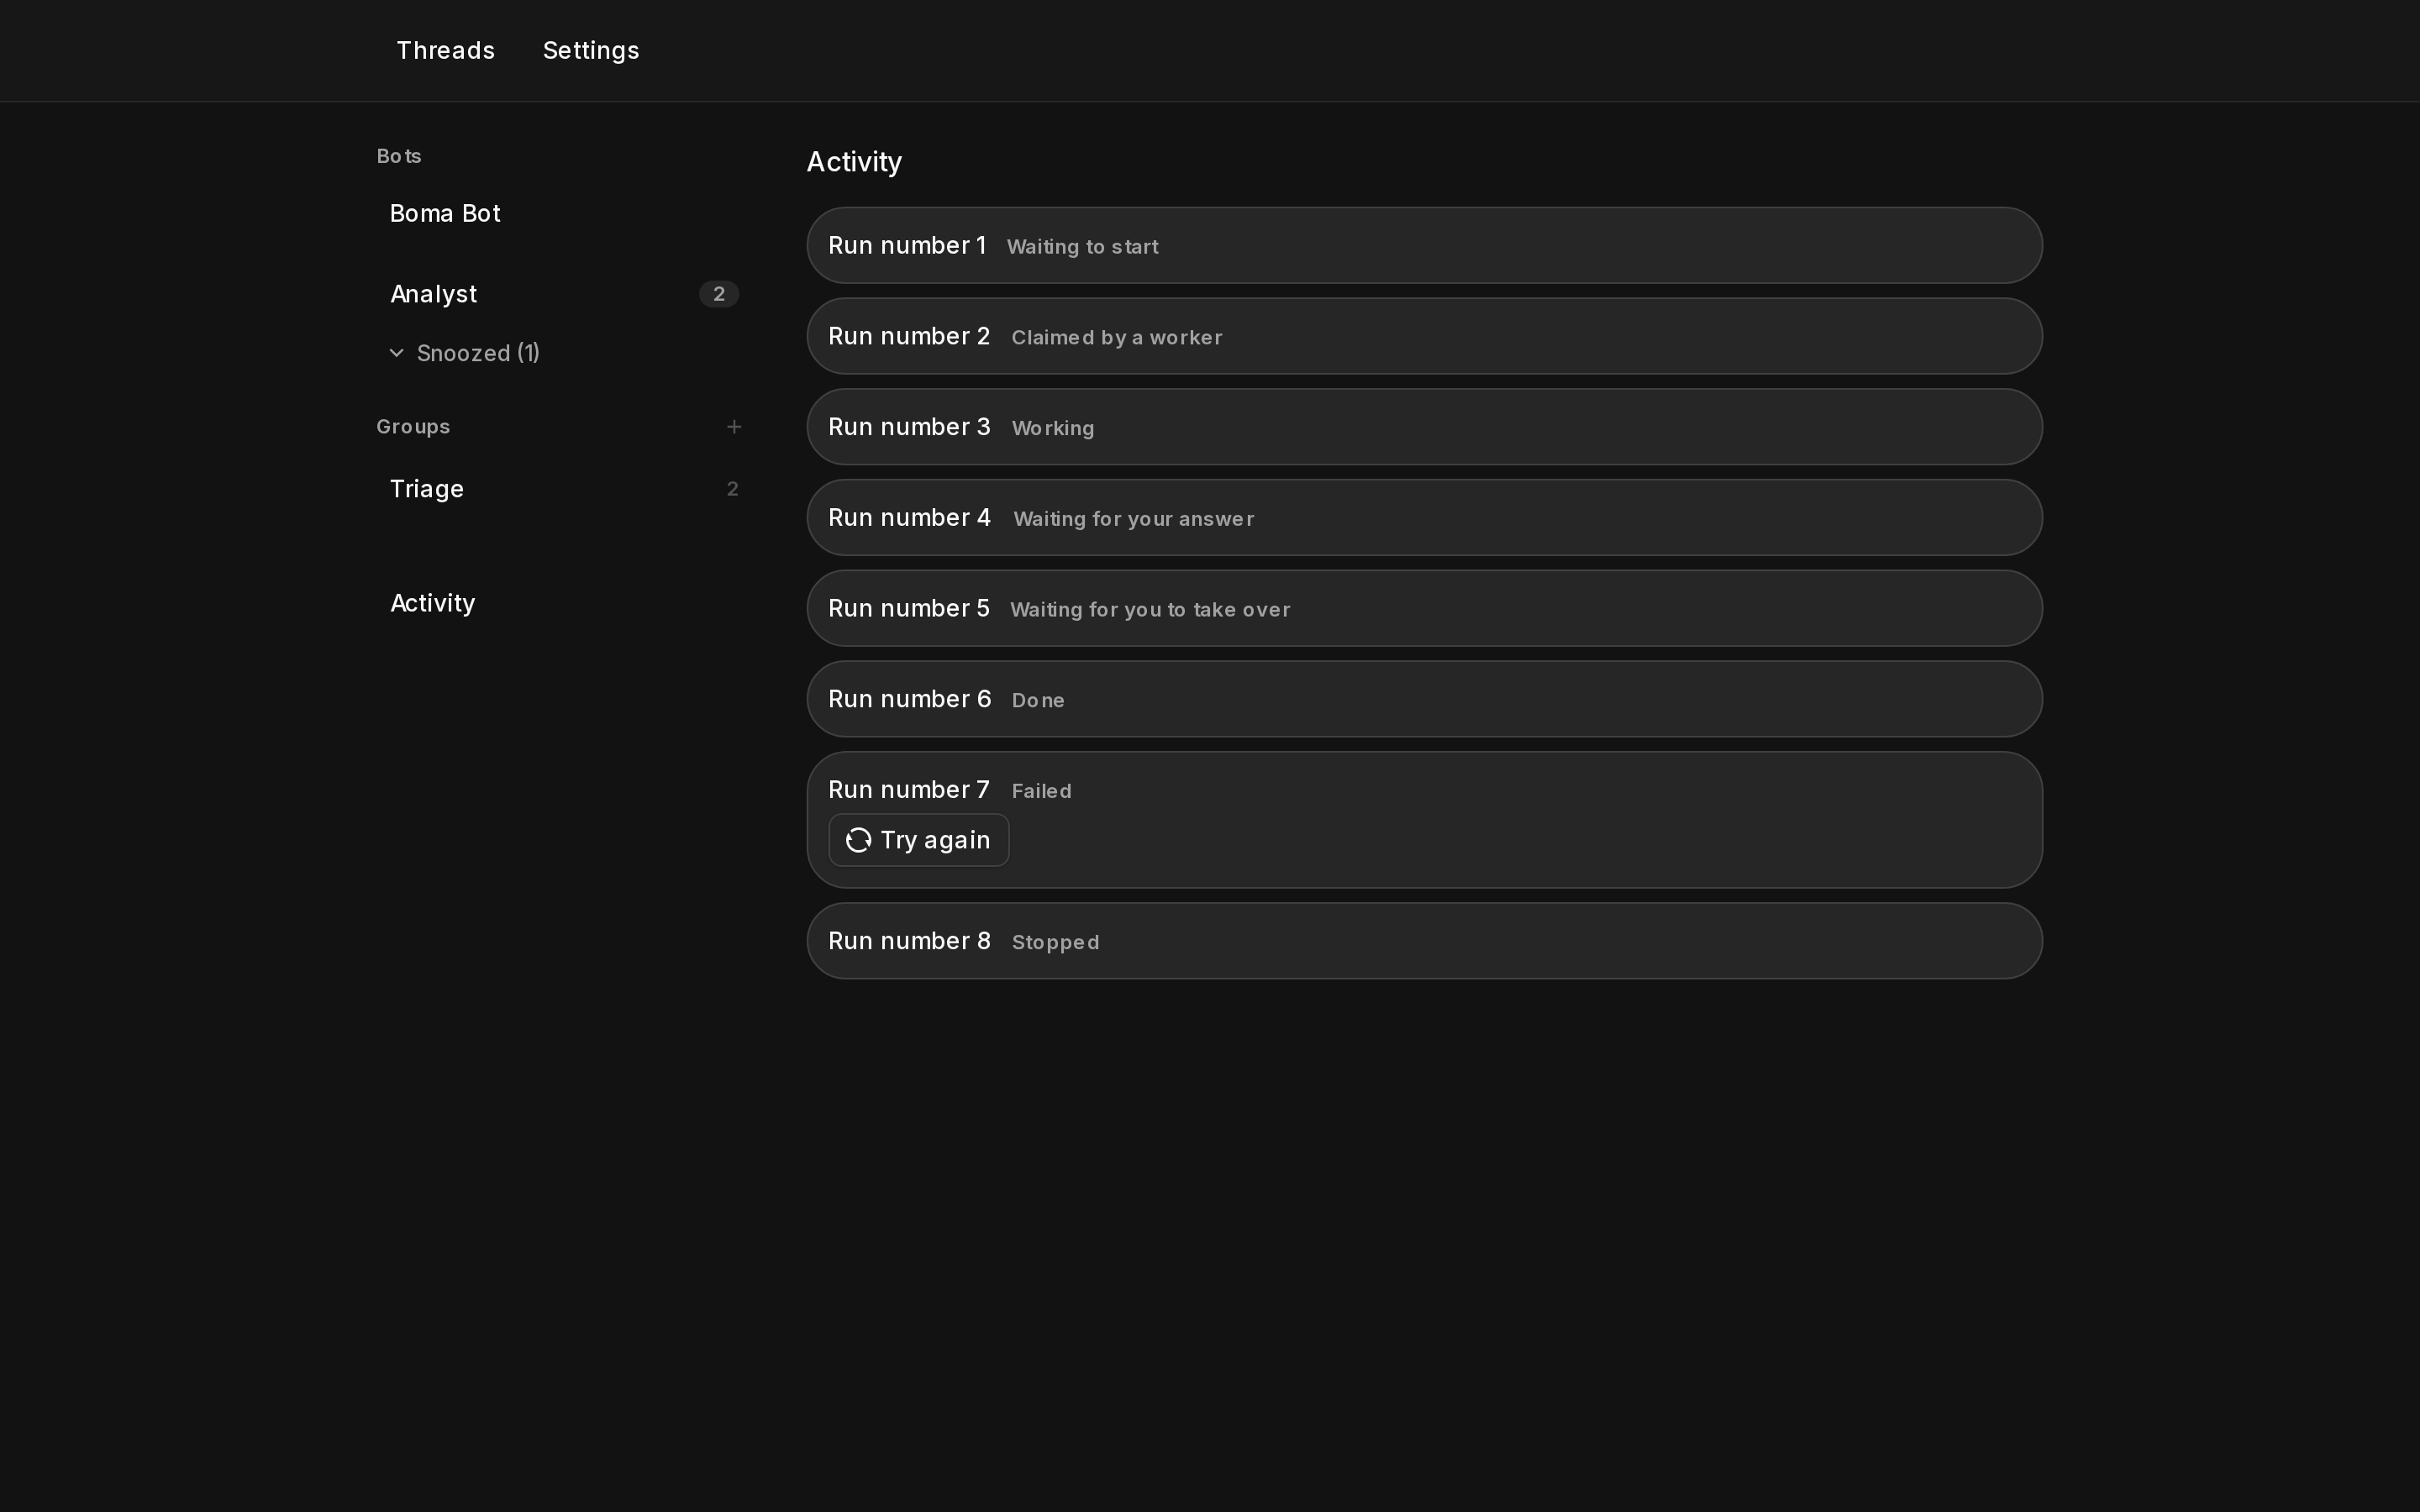 Threads Settings
Bots
Boma Bot
Analyst 2
Snoozed (1)
Groups +
Triage 2
Activity
Activity
Run number 1 Waiting to start
Run number 2 Claimed by a worker
Run number 3 Working
Run number 4 Waiting for your answer
Run number 5 Waiting for you to take over
Run number 6 Done
Run number 7 Failed
Try again
Run number 8 Stopped